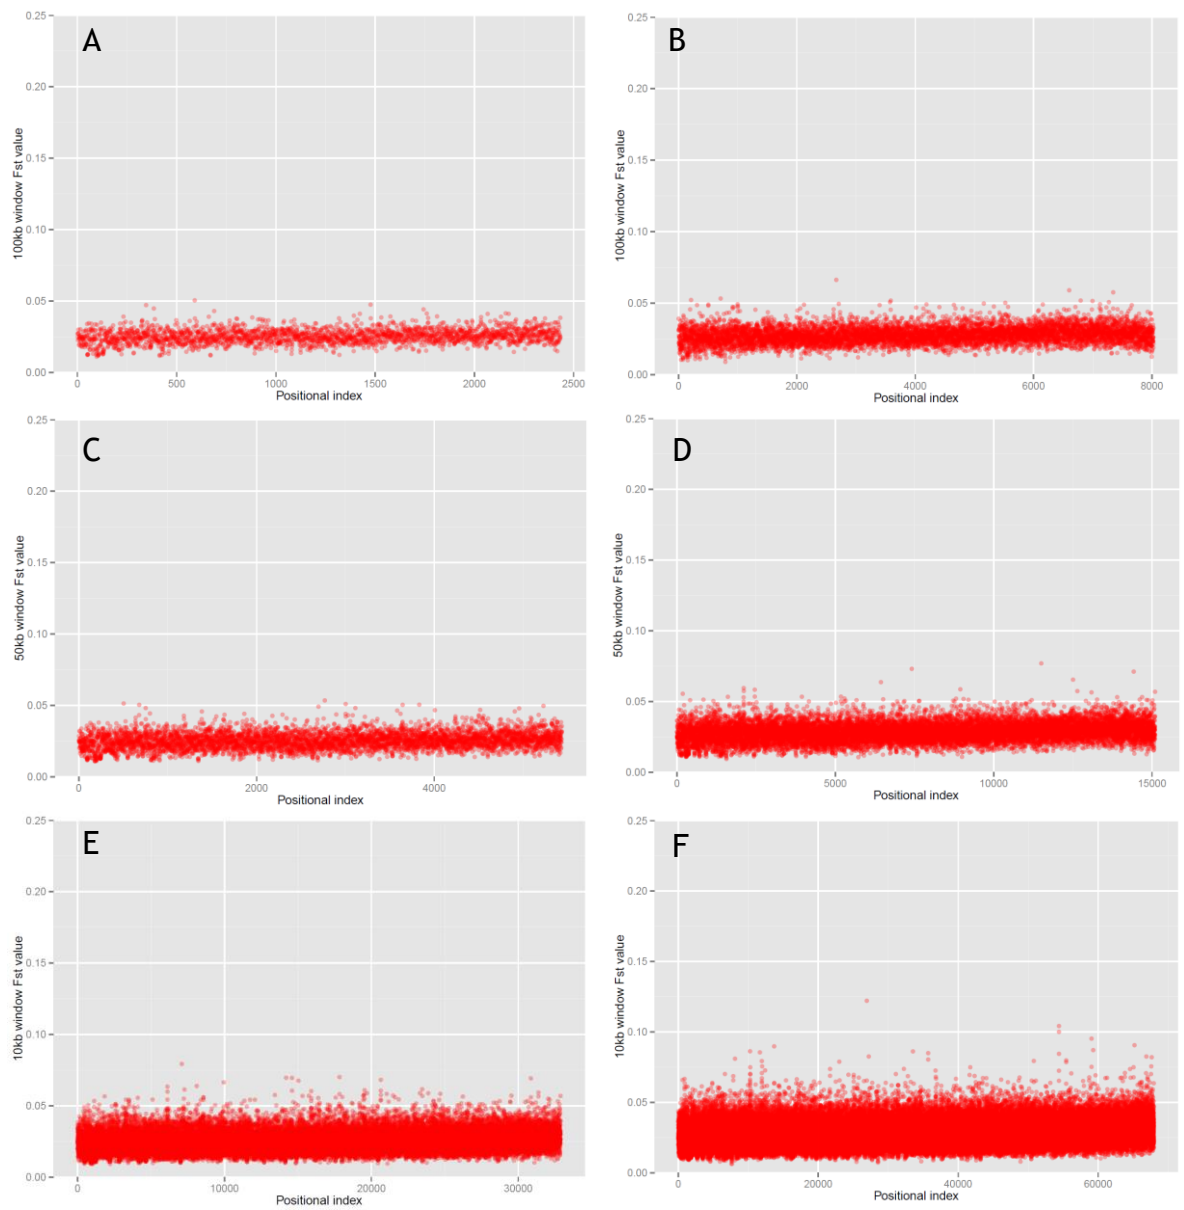 A
0.25
0.20
0.15
0.10
0.05
0.00
100kb window Fst value
0 500 1000 1500 2000 2500
Positional index
B
0.25
0.20
0.15
0.10
0.05
0.00
100kb window Fst value
0 2000 4000 6000 8000
Positional index
C
0.25
0.20
0.15
0.10
0.05
0.00
50kb window Fst value
0 2000 4000
Positional index
D
0.25
0.20
0.15
0.10
0.05
0.00
50kb window Fst value
0 5000 10000 15000
Positional index
E
0.25
0.20
0.15
0.10
0.05
0.00
10kb window Fst value
0 10000 20000 30000
Positional index
F
0.25
0.20
0.15
0.10
0.05
0.00
10kb window Fst value
0 20000 40000 60000
Positional index